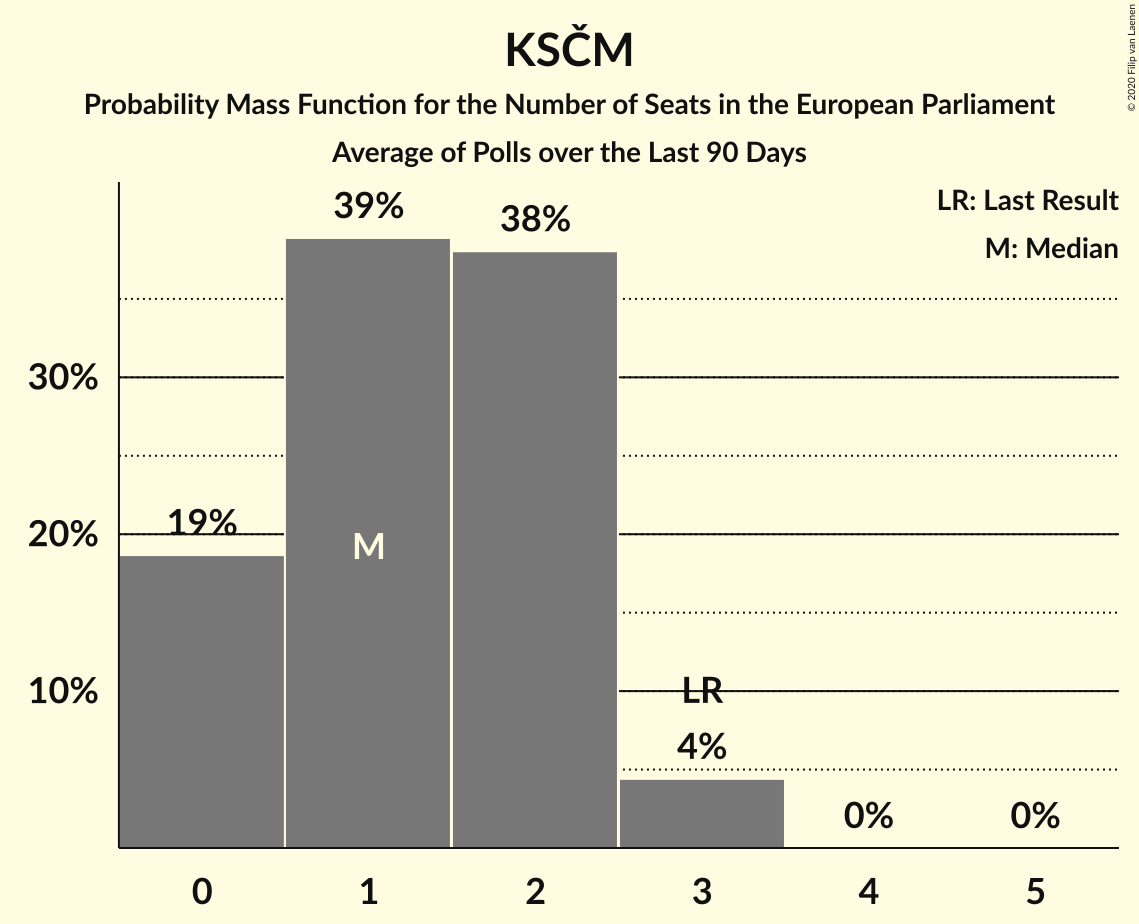 KSČM
Probability Mass Function for the Number of Seats in the European Parliament
Average of Polls over the Last 90 Days
© 2020 Filip van Laenen
LR: Last Result
M: Median
39%
38%
30%
19%
20%
M
10%
LR
4%
0%
0%
0
1
2
3
4
5